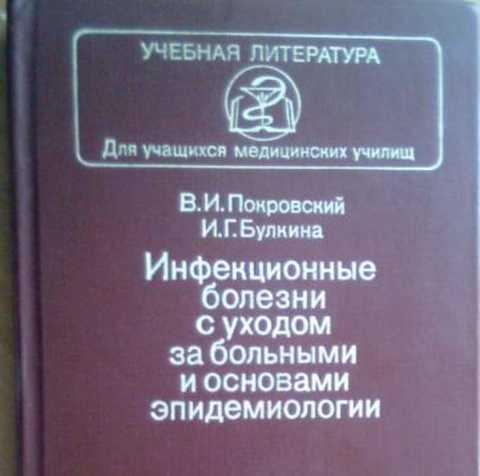 УЧЕБНАЯ ЛИТЕРАТУРА
Для учащихся медицинских училищ
В.И.Покровский
И.Г.Булкина
Инфекционные
болезни
с уходом
за больными
и основами
эпидемиологии